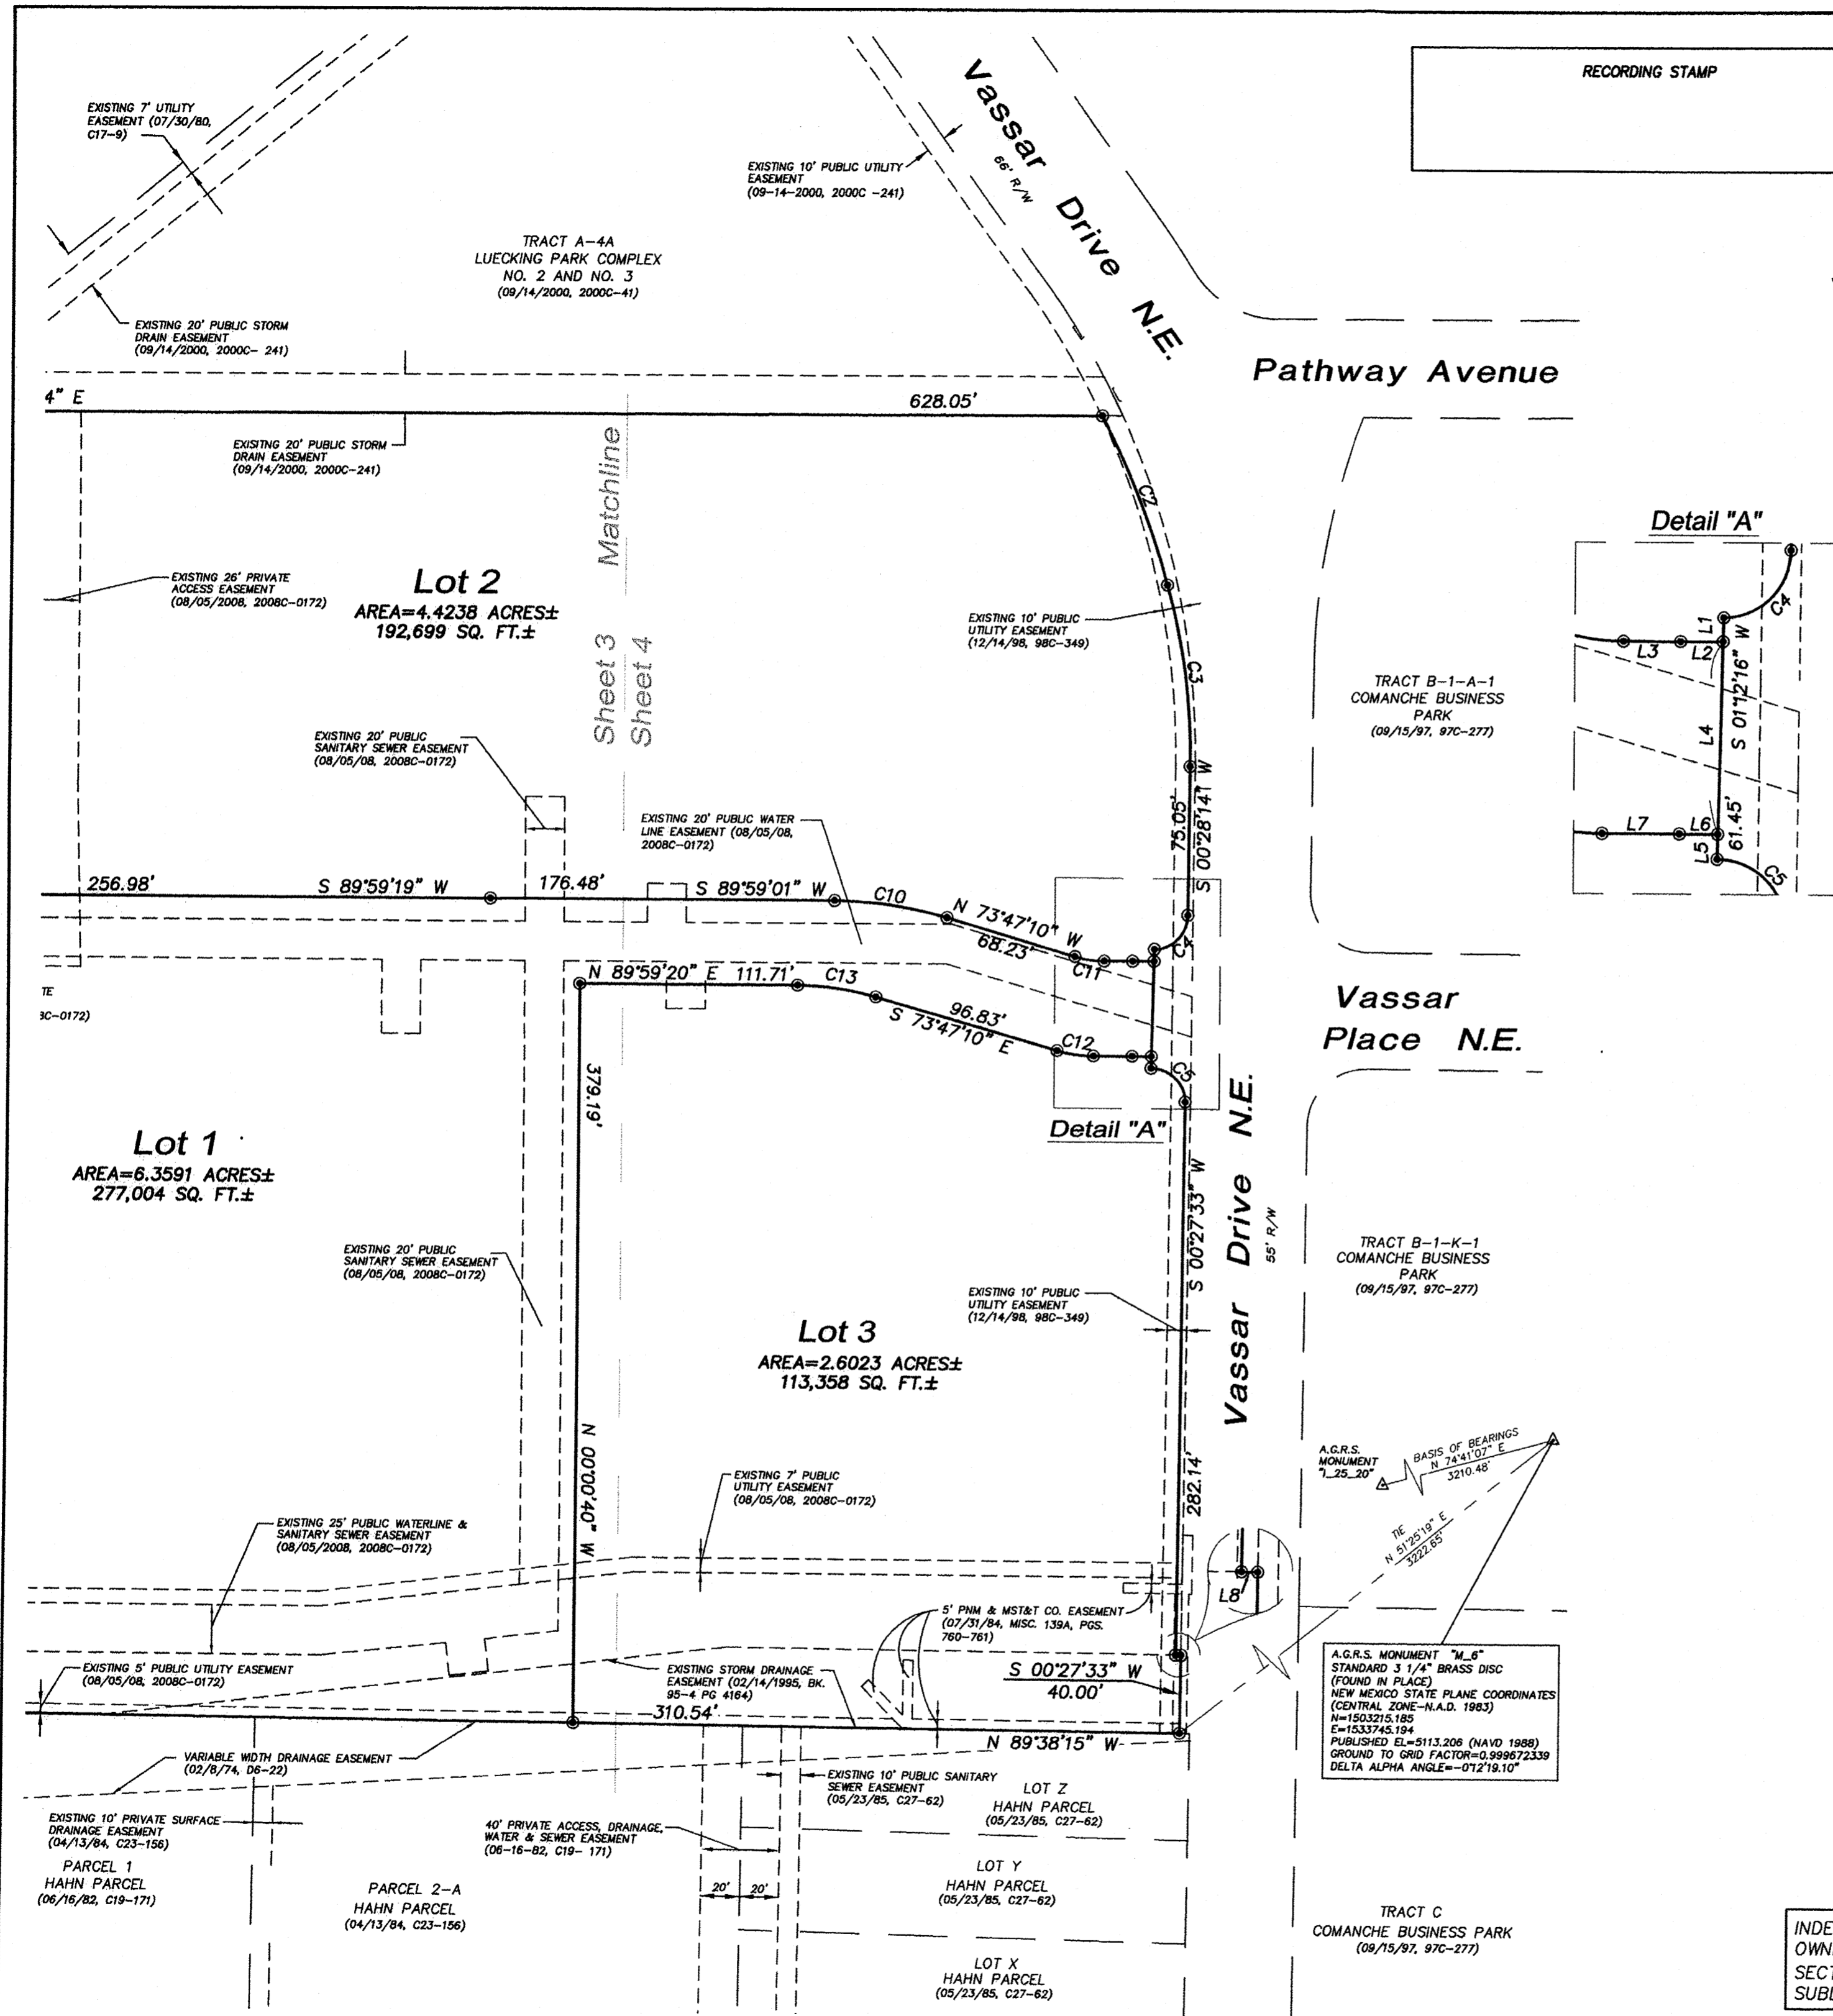 RECORDING STAMP
EXISTING 7' UTILITY
EASEMENT (07/30/80,
C17-9)
Vassar Drive N.E.
66' R/W
EXISTING 10' PUBLIC UTILITY
EASEMENT
(09-14-2000, 2000C -241)
TRACT A-4A
LUECKING PARK COMPLEX
NO. 2 AND NO. 3
(09/14/2000, 2000C-41)
EXISTING 20' PUBLIC STORM
DRAIN EASEMENT
(09/14/2000, 2000C- 241)
Pathway Avenue
4" E
628.05'
EXISITNG 20' PUBLIC STORM
DRAIN EASEMENT
(09/14/2000, 2000C-241)
Matchline
Sheet 3
Sheet 4
C2
Detail "A"
C4
L1
L3
L2
S 01°12'16" W
L4
61.45'
L7
L6
L5
C5
EXISTING 26' PRIVATE
ACCESS EASEMENT
(08/05/2008, 2008C-0172)
Lot 2
AREA=4.4238 ACRES±
192,699 SQ. FT.±
EXISTING 10' PUBLIC
UTILITY EASEMENT
(12/14/98, 98C-349)
C3
TRACT B-1-A-1
COMANCHE BUSINESS
PARK
(09/15/97, 97C-277)
EXISTING 20' PUBLIC
SANITARY SEWER EASEMENT
(08/05/08, 2008C-0172)
EXISTING 20' PUBLIC WATER
LINE EASEMENT (08/05/08,
2008C-0172)
75.05'
S 00°28'14" W
256.98'
S 89°59'19" W
176.48'
S 89°59'01" W
C10
N 73°47'10" W
68.23'
C11
C4
N 89°59'20" E 111.71'
C13
96.83'
S 73°47'10" E
C12
C5
TE
8C-0172)
Vassar
Place N.E.
Detail "A"
379.19'
N 00°00'40" W
Lot 1
AREA=6.3591 ACRES±
277,004 SQ. FT.±
S 00°27'33" W
282.14'
Vassar Drive N.E.
55' R/W
EXISTING 20' PUBLIC
SANITARY SEWER EASEMENT
(08/05/08, 2008C-0172)
TRACT B-1-K-1
COMANCHE BUSINESS
PARK
(09/15/97, 97C-277)
EXISTING 10' PUBLIC
UTILITY EASEMENT
(12/14/98, 98C-349)
Lot 3
AREA=2.6023 ACRES±
113,358 SQ. FT.±
A.G.R.S.
MONUMENT
"I_25_20"
BASIS OF BEARINGS
N 74°41'07" E
3210.48'
TIE
N 51°25'19" E
3222.65'
EXISTING 7' PUBLIC
UTILITY EASEMENT
(08/05/08, 2008C-0172)
EXISTING 25' PUBLIC WATERLINE &
SANITARY SEWER EASEMENT
(08/05/2008, 2008C-0172)
L8
5' PNM & MST&T CO. EASEMENT
(07/31/84, MISC. 139A, PGS.
760-761)
EXISTING 5' PUBLIC UTILITY EASEMENT
(08/05/08, 2008C-0172)
EXISTING STORM DRAINAGE
EASEMENT (02/14/1995, BK.
95-4 PG 4164)
S 00°27'33" W
40.00'
310.54'
N 89°38'15" W
A.G.R.S. MONUMENT "M_6"
STANDARD 3 1/4" BRASS DISC
(FOUND IN PLACE)
NEW MEXICO STATE PLANE COORDINATES
(CENTRAL ZONE-N.A.D. 1983)
N=1503215.185
E=1533745.194
PUBLISHED EL=5113.206 (NAVD 1988)
GROUND TO GRID FACTOR=0.999672339
DELTA ALPHA ANGLE=-0°12'19.10"
VARIABLE WIDTH DRAINAGE EASEMENT
(02/8/74, D6-22)
EXISTING 10' PUBLIC SANITARY
SEWER EASEMENT
(05/23/85, C27-62)
LOT Z
HAHN PARCEL
(05/23/85, C27-62)
EXISTING 10' PRIVATE SURFACE
DRAINAGE EASEMENT
(04/13/84, C23-156)
40' PRIVATE ACCESS, DRAINAGE,
WATER & SEWER EASEMENT
(06-16-82, C19- 171)
PARCEL 1
HAHN PARCEL
(06/16/82, C19-171)
PARCEL 2-A
HAHN PARCEL
(04/13/84, C23-156)
20' 20'
LOT Y
HAHN PARCEL
(05/23/85, C27-62)
TRACT C
COMANCHE BUSINESS PARK
(09/15/97, 97C-277)
LOT X
HAHN PARCEL
(05/23/85, C27-62)
INDE
OWN
SECT
SUB